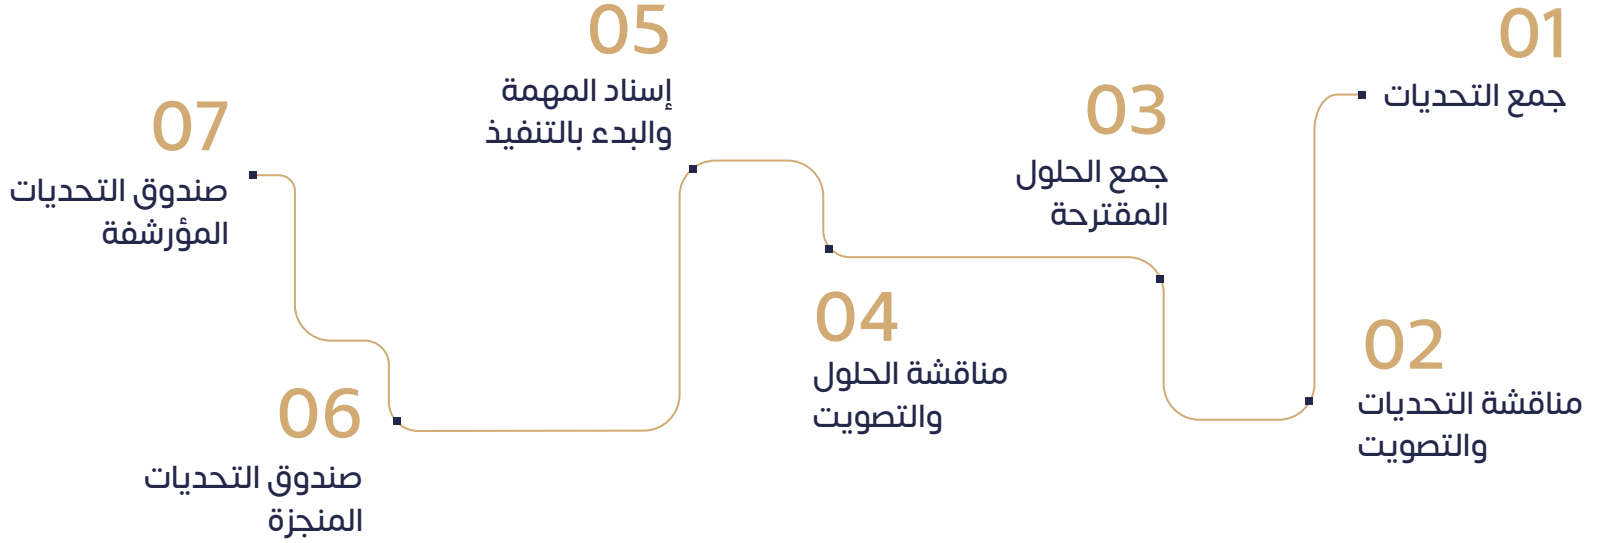 01
جمع التحديات
02
مناقشة التحديات
والتصويت
03
جمع الحلول
المقترحة
04
مناقشة الحلول
والتصويت
05
إسناد المهمة
والبدء بالتنفيذ
06
صندوق التحديات
المنجزة
07
صندوق التحديات
المؤرشفة